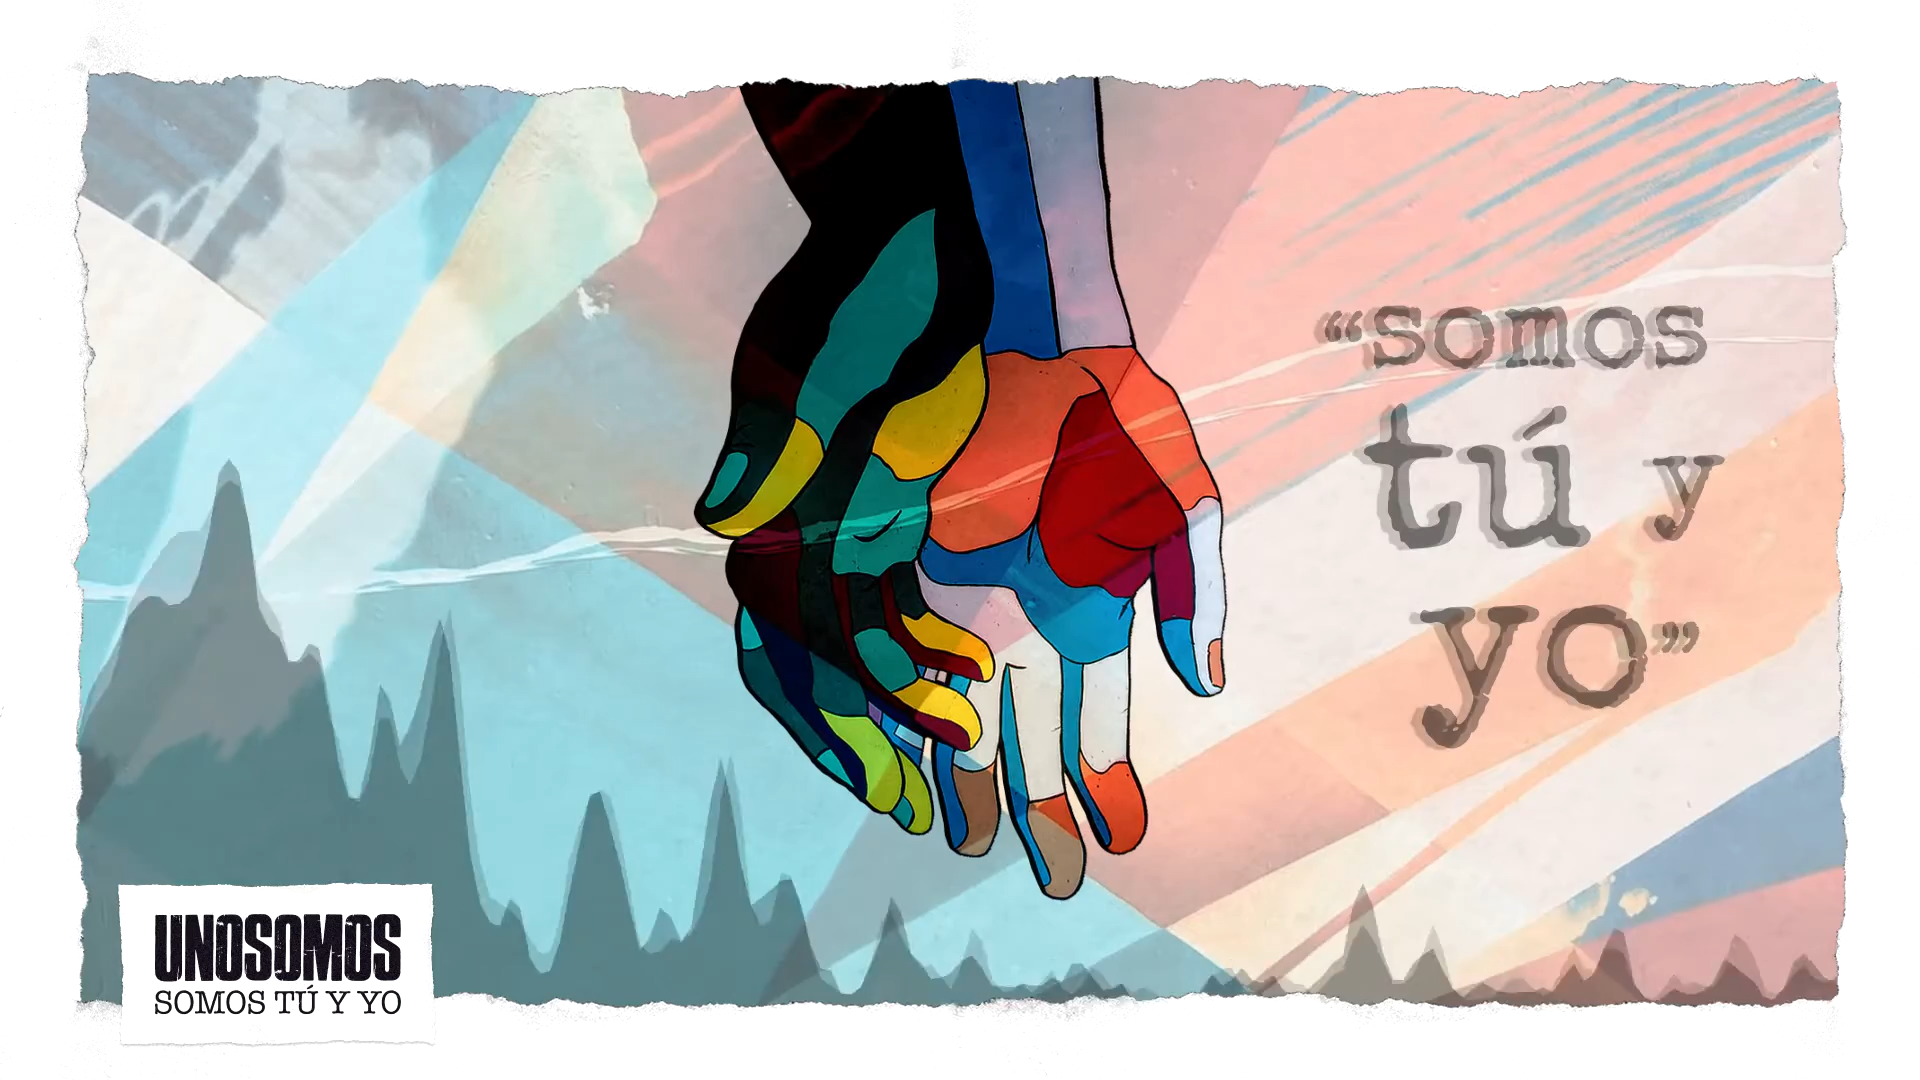 “‘somos
tú y
yo’”
UNOSOMOS
SOMOS TÚ Y YO